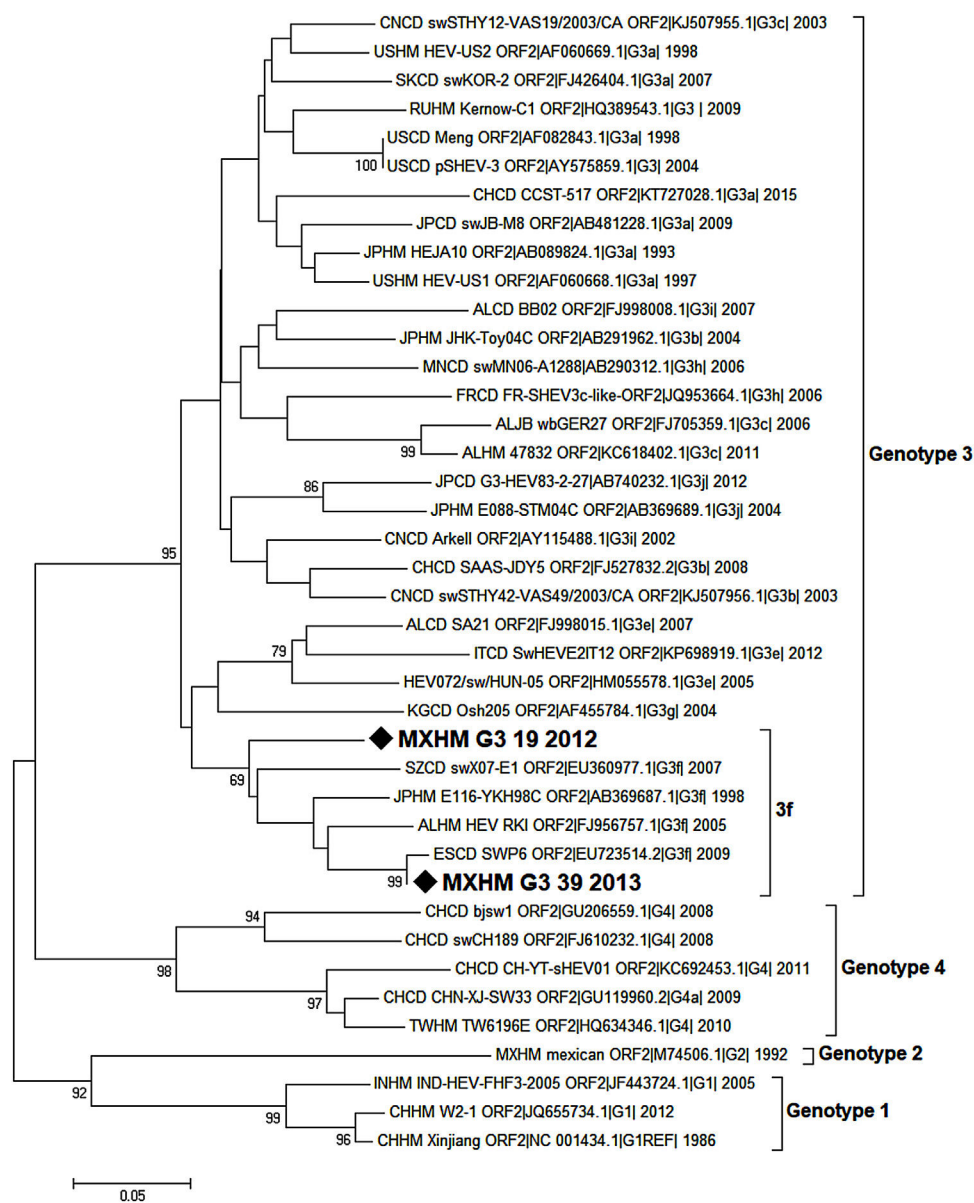 CNCD swSTHY12-VAS19/2003/CA ORF2|KJ507955.1|G3c| 2003
USHM HEV-US2 ORF2|AF060669.1|G3a| 1998
SKCD swKOR-2 ORF2|FJ426404.1|G3a| 2007
RUHM Kernow-C1 ORF2|HQ389543.1|G3 | 2009
USCD Meng ORF2|AF082843.1|G3a| 1998
100
USCD pSHEV-3 ORF2|AY575859.1|G3| 2004
CHCD CCST-517 ORF2|KT727028.1|G3a| 2015
JPCD swJB-M8 ORF2|AB481228.1|G3a| 2009
JPHM HEJA10 ORF2|AB089824.1|G3a| 1993
USHM HEV-US1 ORF2|AF060668.1|G3a| 1997
ALCD BB02 ORF2|FJ998008.1|G3i| 2007
JPHM JHK-Toy04C ORF2|AB291962.1|G3b| 2004
MNCD swMN06-A1288|AB290312.1|G3h| 2006
FRCD FR-SHEV3c-like-ORF2|JQ953664.1|G3h| 2006
ALJB wbGER27 ORF2|FJ705359.1|G3c| 2006
99
ALHM 47832 ORF2|KC618402.1|G3c| 2011
Genotype 3
86
JPCD G3-HEV83-2-27|AB740232.1|G3j| 2012
JPHM E088-STM04C ORF2|AB369689.1|G3j| 2004
CNCD Arkell ORF2|AY115488.1|G3i| 2002
95
CHCD SAAS-JDY5 ORF2|FJ527832.2|G3b| 2008
CNCD swSTHY42-VAS49/2003/CA ORF2|KJ507956.1|G3b| 2003
ALCD SA21 ORF2|FJ998015.1|G3e| 2007
79
ITCD SwHEVE2IT12 ORF2|KP698919.1|G3e| 2012
HEV072/sw/HUN-05 ORF2|HM055578.1|G3e| 2005
KGCD Osh205 ORF2|AF455784.1|G3g| 2004
MXHM G3 19 2012
69
SZCD swX07-E1 ORF2|EU360977.1|G3f| 2007
JPHM E116-YKH98C ORF2|AB369687.1|G3f| 1998
3f
ALHM HEV RKI ORF2|FJ956757.1|G3f| 2005
ESCD SWP6 ORF2|EU723514.2|G3f| 2009
99
MXHM G3 39 2013
94
CHCD bjsw1 ORF2|GU206559.1|G4| 2008
CHCD swCH189 ORF2|FJ610232.1|G4| 2008
98
CHCD CH-YT-sHEV01 ORF2|KC692453.1|G4| 2011
Genotype 4
97
CHCD CHN-XJ-SW33 ORF2|GU119960.2|G4a| 2009
TWHM TW6196E ORF2|HQ634346.1|G4| 2010
MXHM mexican ORF2|M74506.1|G2| 1992
Genotype 2
92
INHM IND-HEV-FHF3-2005 ORF2|JF443724.1|G1| 2005
99
CHHM W2-1 ORF2|JQ655734.1|G1| 2012
Genotype 1
96
CHHM Xinjiang ORF2|NC 001434.1|G1REF| 1986
0.05